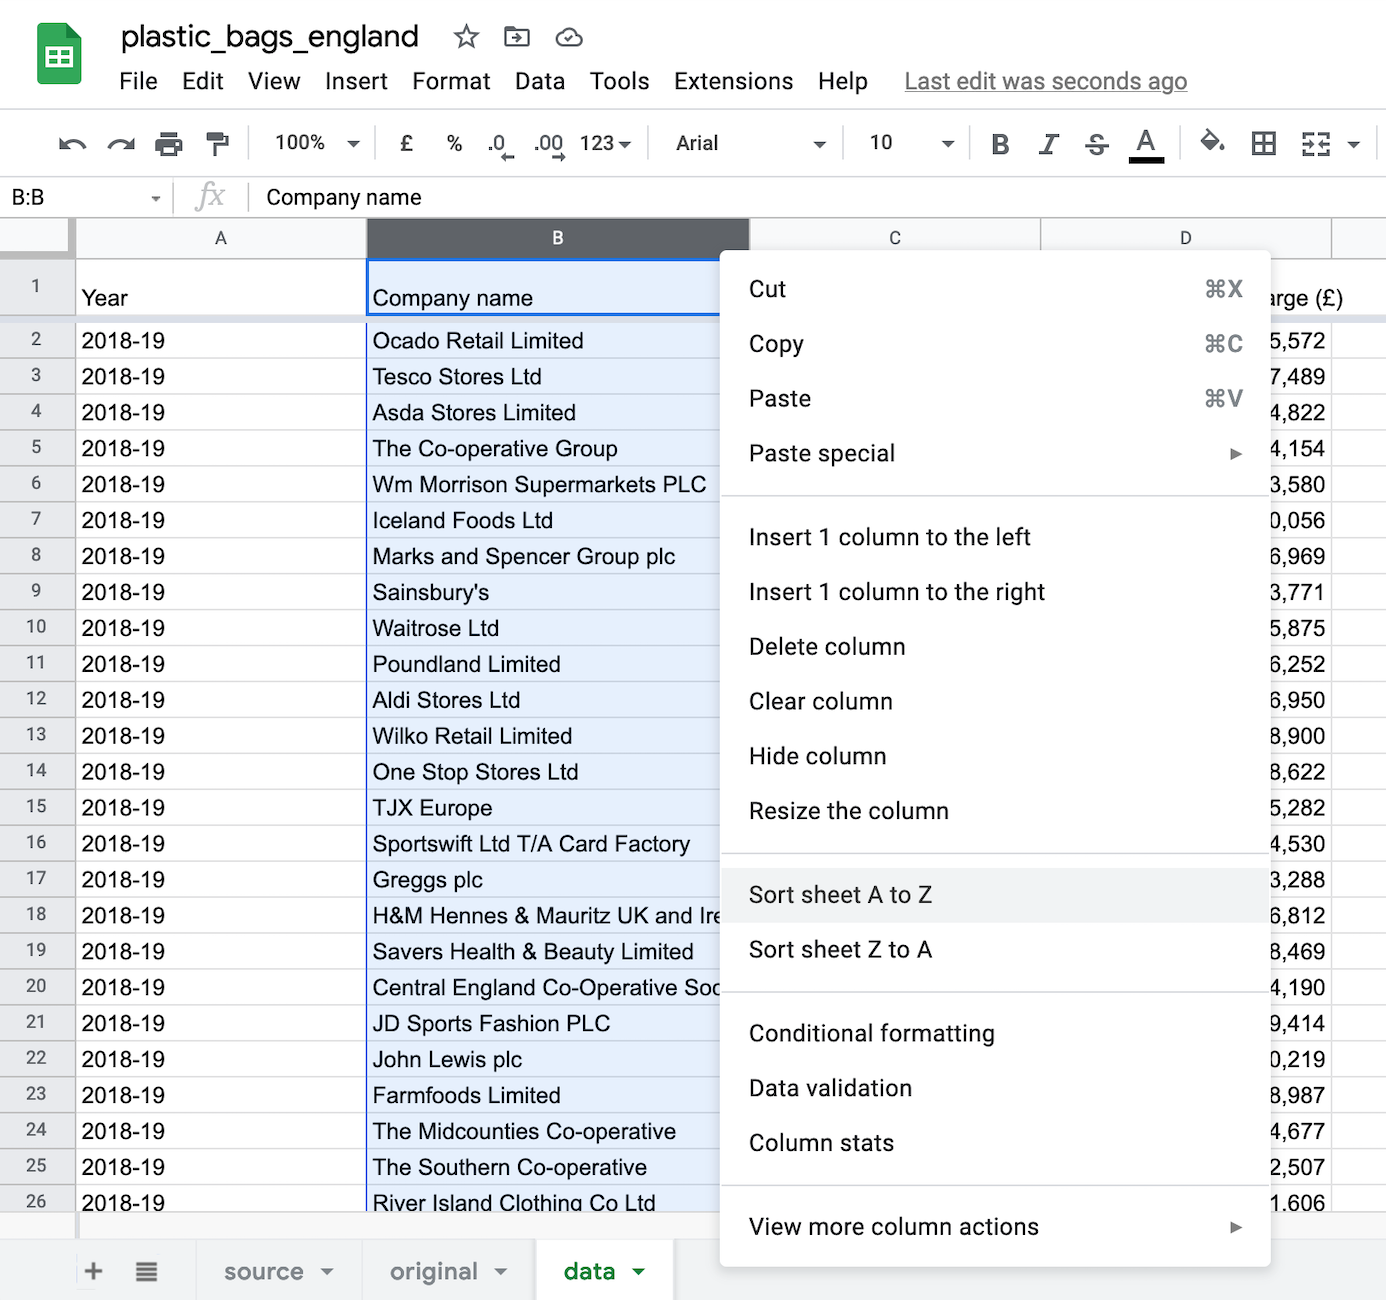 plastic_bags_england
File Edit View Insert Format Data Tools Extensions Help Last edit was seconds ago
100% £ % .0 .00 123 Arial 10 B I S A
B:B fx Company name
A B C D
1 Year Company name arge (£)
2 2018-19 Ocado Retail Limited 5,572
3 2018-19 Tesco Stores Ltd 7,489
4 2018-19 Asda Stores Limited 4,822
5 2018-19 The Co-operative Group 4,154
6 2018-19 Wm Morrison Supermarkets PLC 3,580
7 2018-19 Iceland Foods Ltd 0,056
8 2018-19 Marks and Spencer Group plc 6,969
9 2018-19 Sainsbury's 3,771
10 2018-19 Waitrose Ltd 5,875
11 2018-19 Poundland Limited 6,252
12 2018-19 Aldi Stores Ltd 6,950
13 2018-19 Wilko Retail Limited 8,900
14 2018-19 One Stop Stores Ltd 8,622
15 2018-19 TJX Europe 5,282
16 2018-19 Sportswift Ltd T/A Card Factory 4,530
17 2018-19 Greggs plc 3,288
18 2018-19 H&M Hennes & Mauritz UK and Ire 6,812
19 2018-19 Savers Health & Beauty Limited 8,469
20 2018-19 Central England Co-Operative Soc 4,190
21 2018-19 JD Sports Fashion PLC 9,414
22 2018-19 John Lewis plc 0,219
23 2018-19 Farmfoods Limited 8,987
24 2018-19 The Midcounties Co-operative 4,677
25 2018-19 The Southern Co-operative 2,507
26 2018-19 River Island Clothing Co Ltd 1.606
Cut ⌘X
Copy ⌘C
Paste ⌘V
Paste special
Insert 1 column to the left
Insert 1 column to the right
Delete column
Clear column
Hide column
Resize the column
Sort sheet A to Z
Sort sheet Z to A
Conditional formatting
Data validation
Column stats
View more column actions
source original data